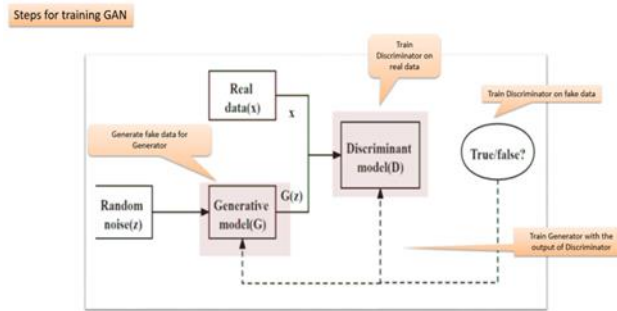 Steps for training GAN
Train
Discriminator on
real data
Real
data(x)
x
Train Discriminator on fake data
Generate fake data for
Generator
Discriminant
model(D)
True/false?
G(z)
Random
noise(z)
Generative
model(G)
Train Generator with the
output of Discriminator